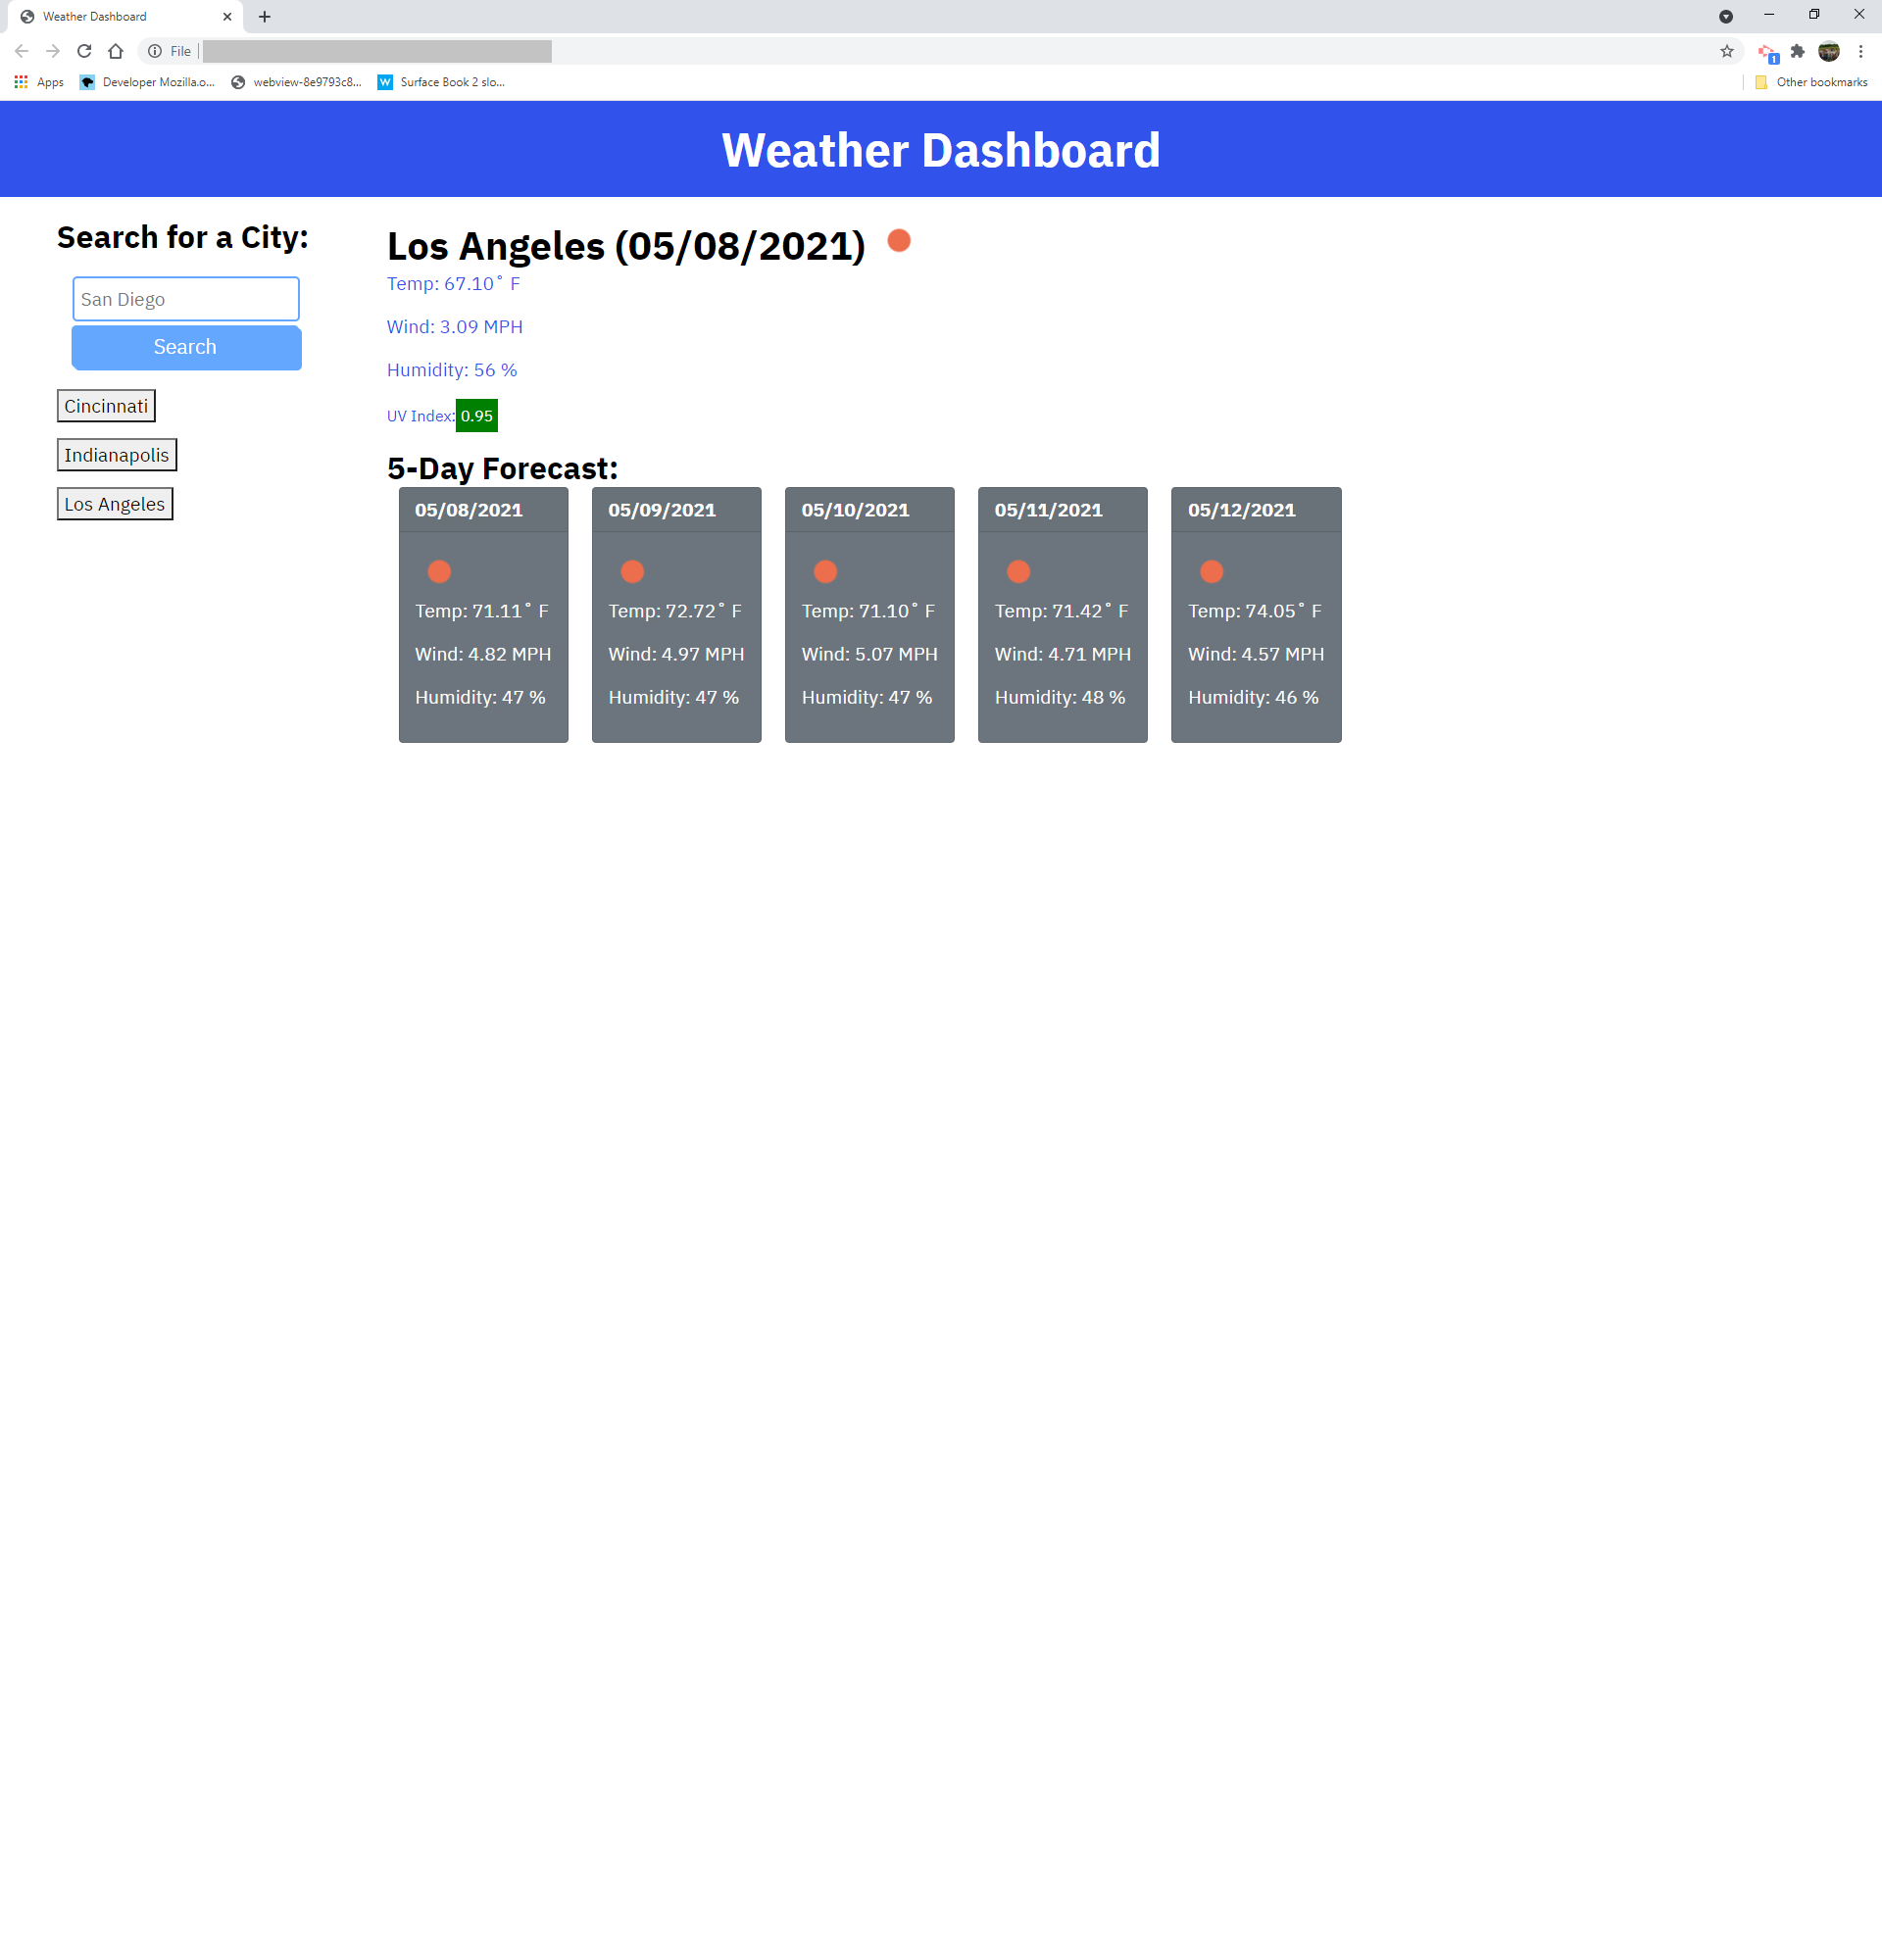 Weather Dashboard
File
1
Apps Developer Mozilla.o... webview-8e9793c8... Surface Book 2 slo... Other bookmarks
Weather Dashboard
Search for a City:
San Diego
Search
Cincinnati
Indianapolis
Los Angeles
Los Angeles (05/08/2021)
Temp: 67.10˚ F
Wind: 3.09 MPH
Humidity: 56 %
UV Index: 0.95
5-Day Forecast:
05/08/2021
Temp: 71.11˚ F
Wind: 4.82 MPH
Humidity: 47 %
05/09/2021
Temp: 72.72˚ F
Wind: 4.97 MPH
Humidity: 47 %
05/10/2021
Temp: 71.10˚ F
Wind: 5.07 MPH
Humidity: 47 %
05/11/2021
Temp: 71.42˚ F
Wind: 4.71 MPH
Humidity: 48 %
05/12/2021
Temp: 74.05˚ F
Wind: 4.57 MPH
Humidity: 46 %